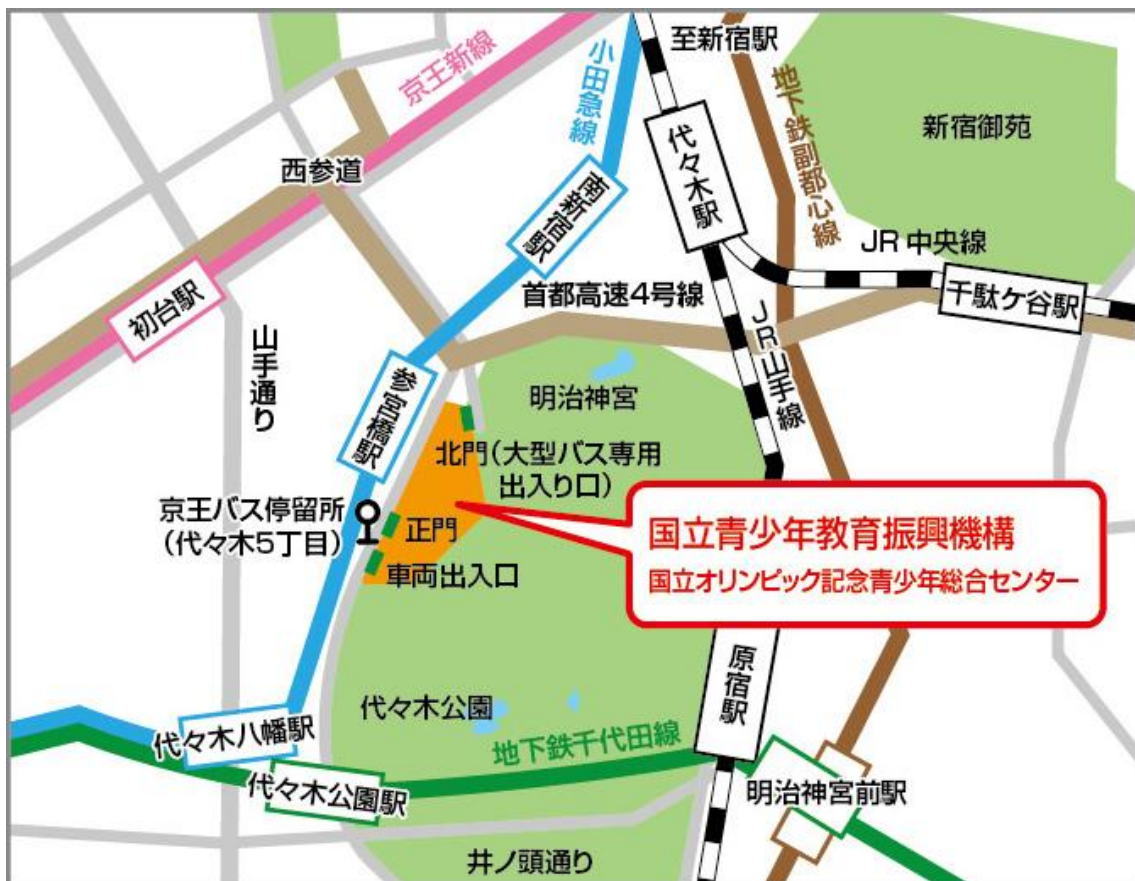 至新宿駅
京王新線
小田急線
地下鉄副都心線
新宿御苑
代々木駅
西参道
南新宿駅
JR中央線
千駄ケ谷駅
首都高速4号線
初台駅
JR山手線
山手通り
参宮橋駅
明治神宮
北門(大型バス専用
出入り口)
京王バス停留所
(代々木5丁目)
正門
車両出入口
国立青少年教育振興機構
国立オリンピック記念青少年総合センター
原宿駅
代々木公園
代々木八幡駅
地下鉄千代田線
代々木公園駅
明治神宮前駅
井ノ頭通り